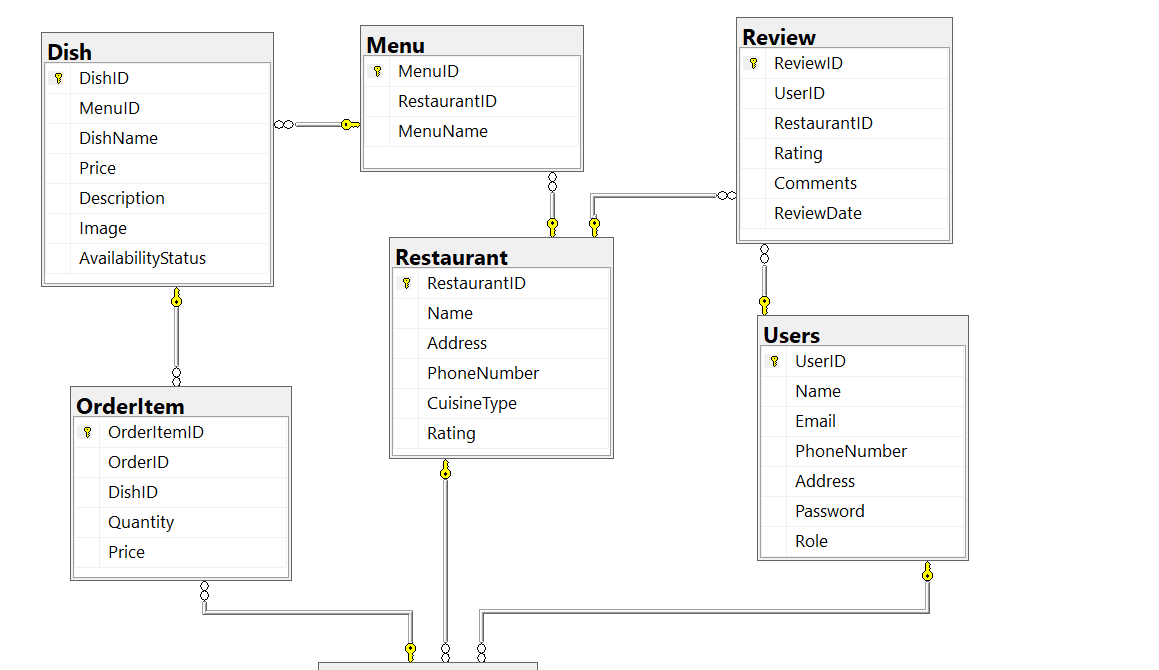 Dish
DishID
MenuID
DishName
Price
Description
Image
AvailabilityStatus
Menu
MenuID
RestaurantID
MenuName
Review
ReviewID
UserID
RestaurantID
Rating
Comments
ReviewDate
Restaurant
RestaurantID
Name
Address
PhoneNumber
CuisineType
Rating
Users
UserID
Name
Email
PhoneNumber
Address
Password
Role
OrderItem
OrderItemID
OrderID
DishID
Quantity
Price